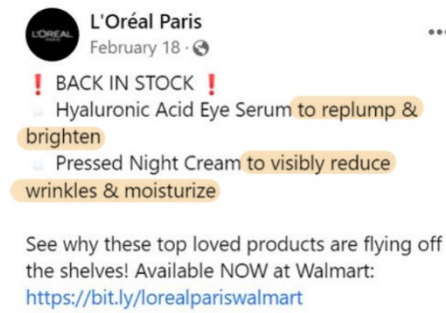 L'ORÉAL
PARIS
L'Oréal Paris
February 18 ·
❗ BACK IN STOCK ❗
Hyaluronic Acid Eye Serum to replump &
brighten
Pressed Night Cream to visibly reduce
wrinkles & moisturize
See why these top loved products are flying off
the shelves! Available NOW at Walmart:
https://bit.ly/lorealpariswalmart